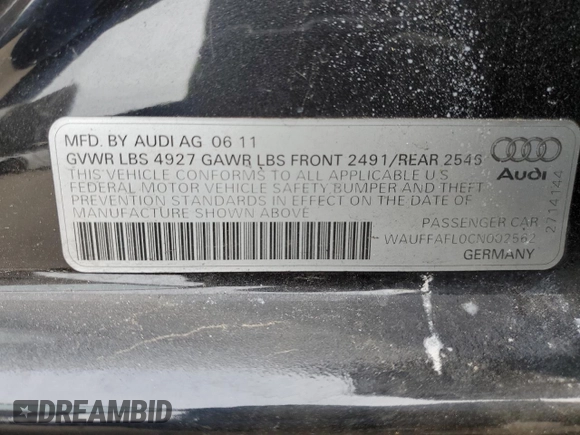 MFD. BY AUDI AG 06 11
GVWR LBS 4927 GAWR LBS FRONT 2491/REAR 2546
THIS VEHICLE CONFORMS TO ALL APPLICABLE U.S
FEDERAL MOTOR VEHICLE SAFETY, BUMPER AND THEFT
PREVENTION STANDARDS IN EFFECT ON THE DATE OF
MANUFACTURE SHOWN ABOVE
Audi
2714144
PASSENGER CAR
WAUFFAFL0CN002562
GERMANY
DREAMBID